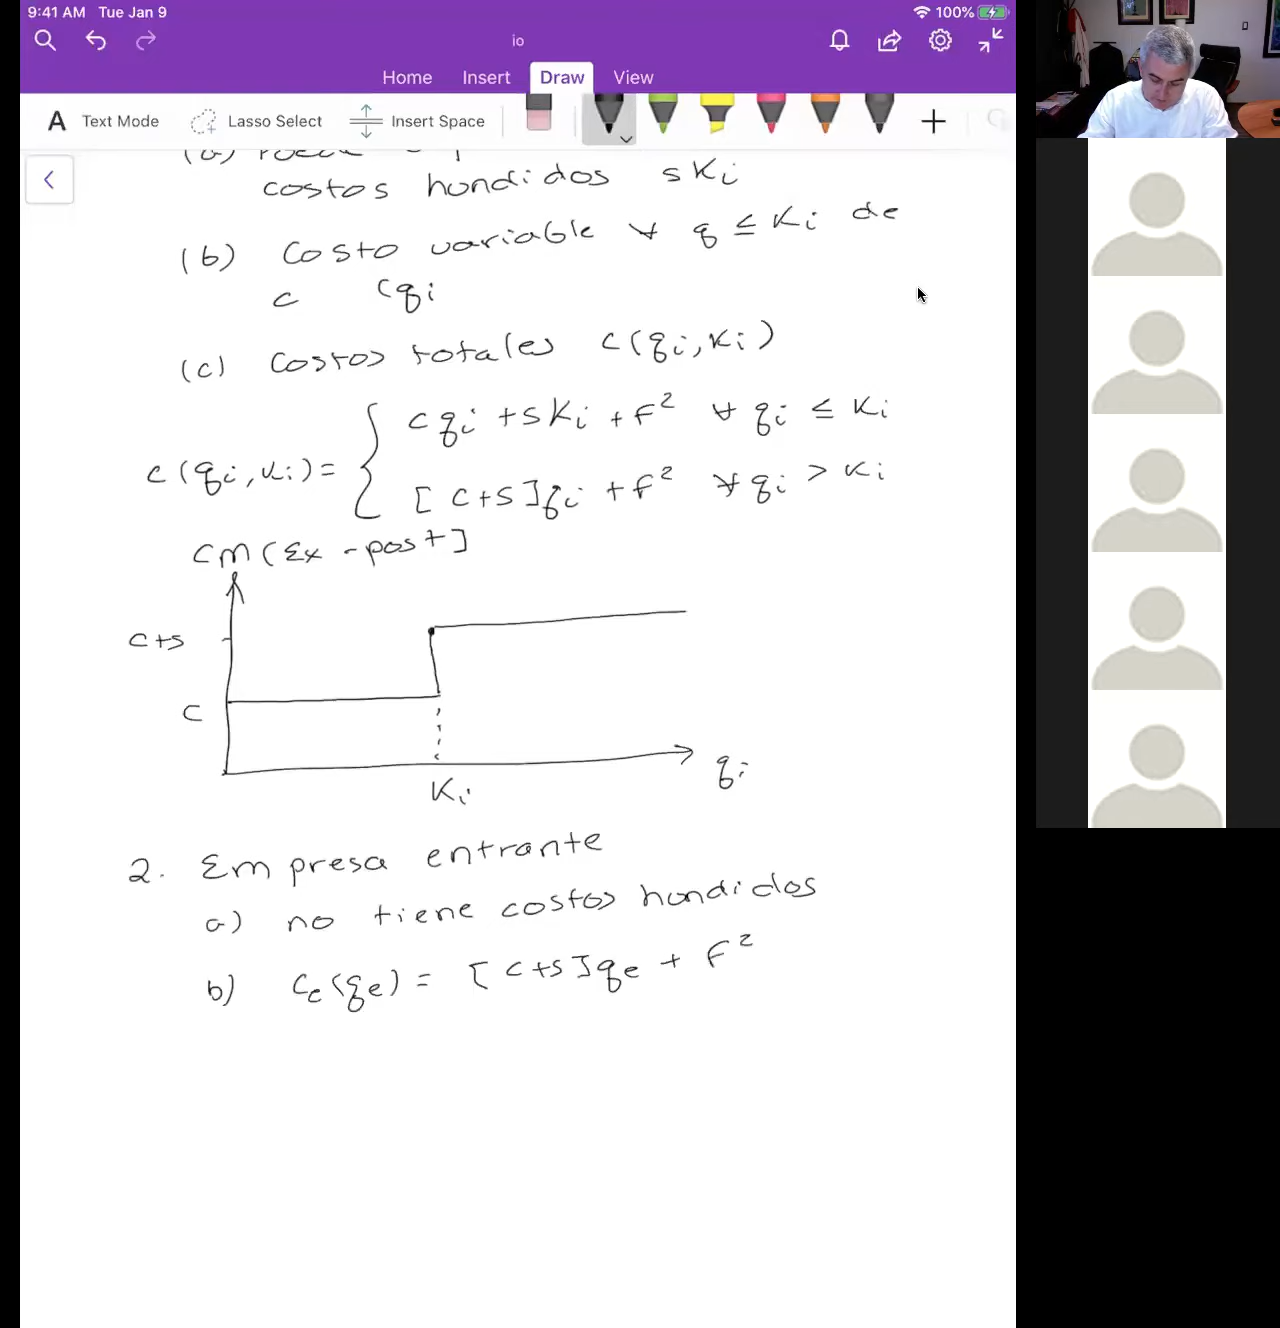 9:41 AM Tue Jan 9
100%
io
Home Insert Draw View
A Text Mode Lasso Select Insert Space
costos hundidos sKi
(b) Costo variable ∀ q ≤ Ki de
c cqi
(c) Costos totales C(qi,Ki)
cqi + sKi + F² ∀ qi ≤ Ki
C(qi,Ki) =
[C+S]qi + F² ∀ qi > Ki
CM (Ex-post]
C+S
C
Ki
qi
2. Empresa entrante
a) no tiene costos hundidos
b) Ce(qe) = [C+S]qe + F²